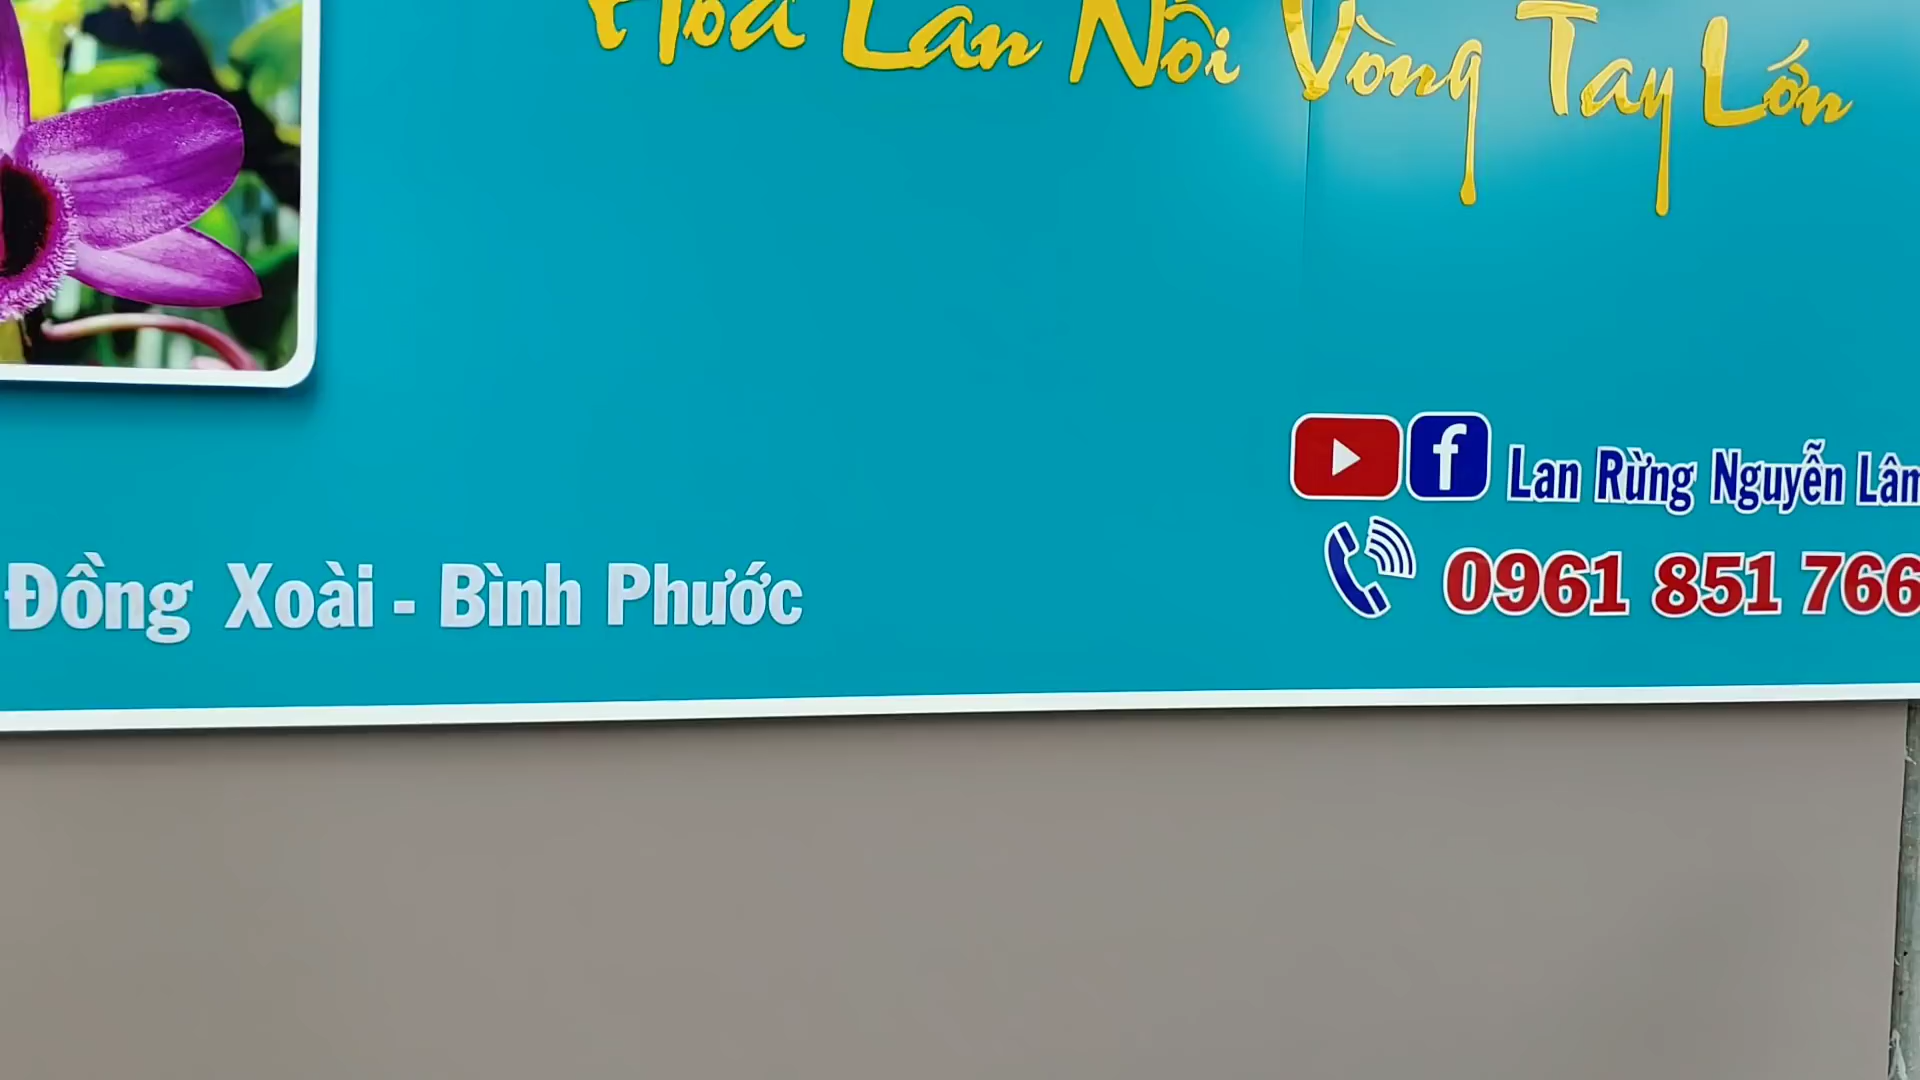 Hoa Lan Nối Vòng Tay Lớn
Lan Rừng Nguyễn Lâm
Đồng Xoài - Bình Phước
0961 851 766